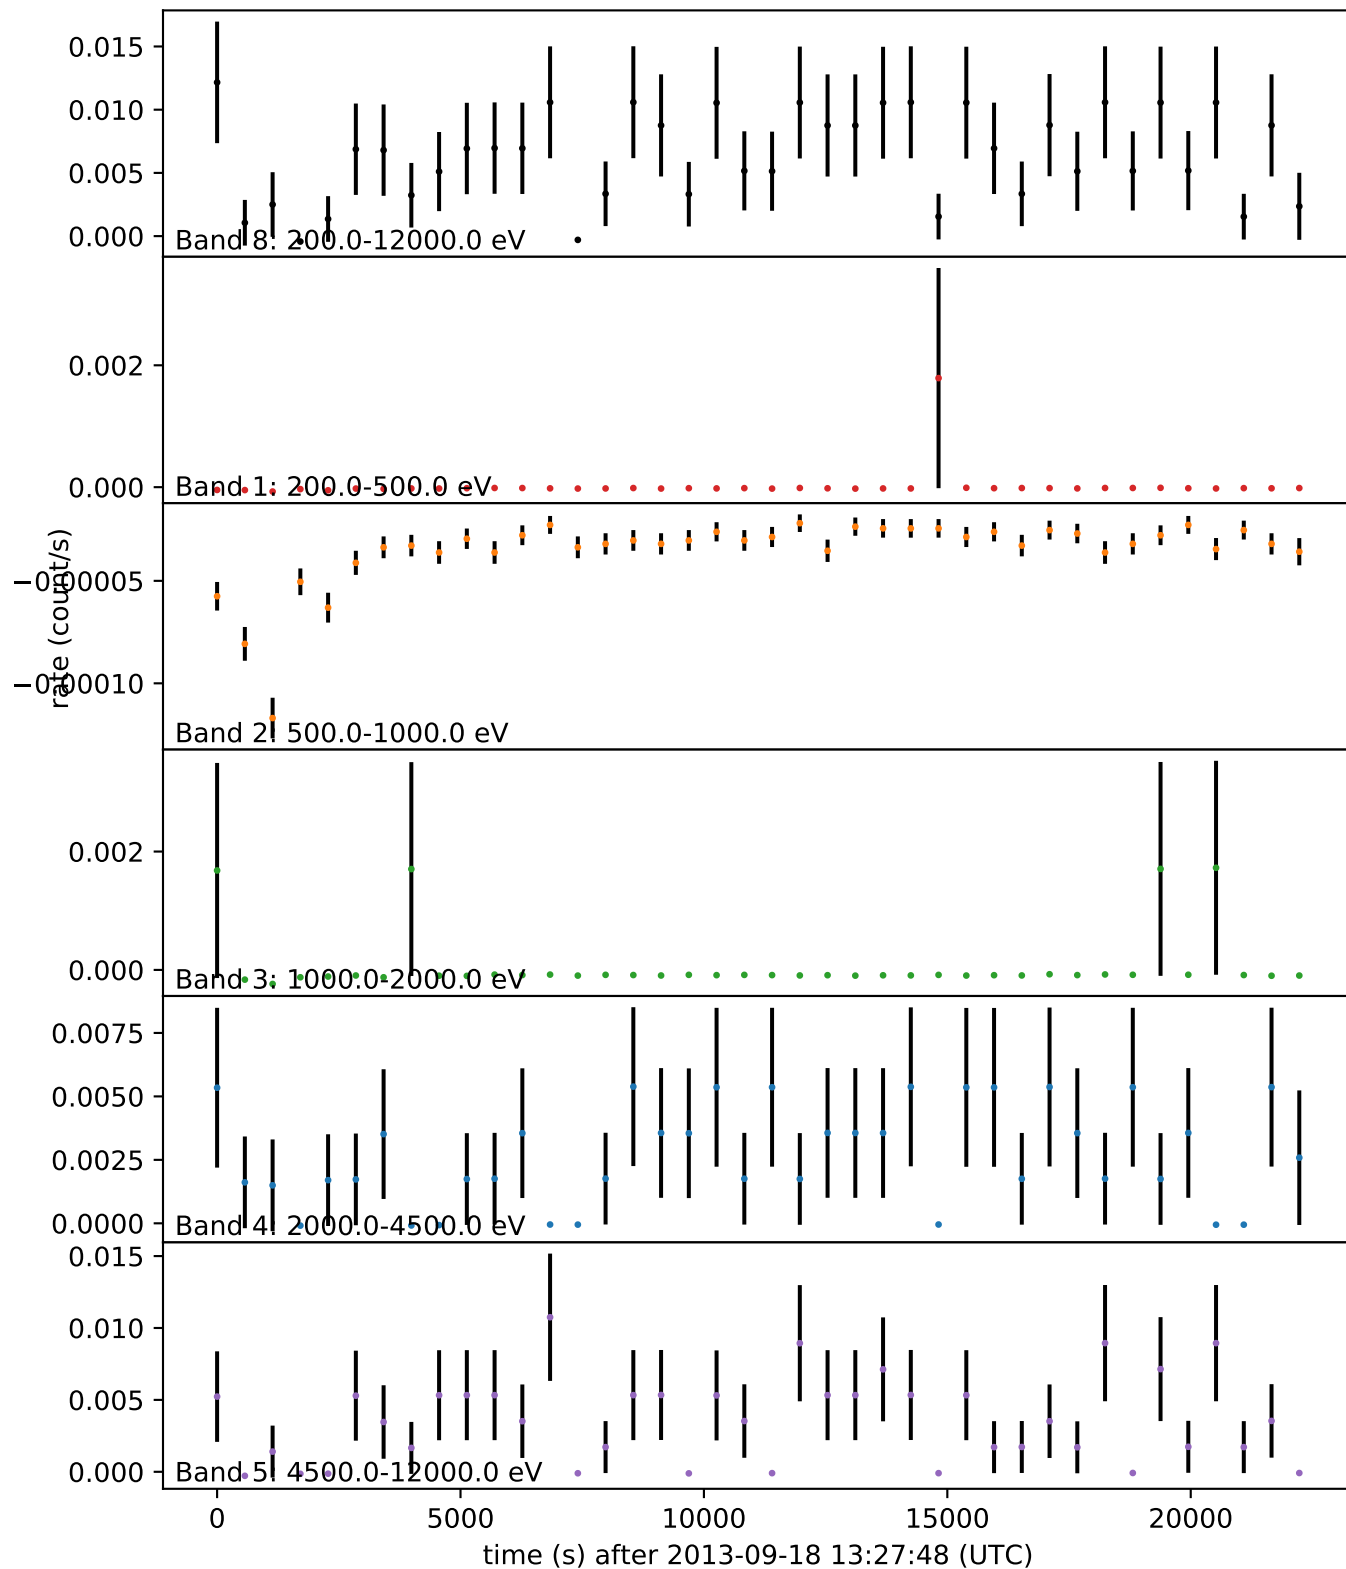 0.015
0.010
0.005
0.000
Band 8: 200.0-12000.0 eV
0.002
0.000
Band 1: 200.0-500.0 eV
−0.00005
−0.00010
rate (count/s)
Band 2: 500.0-1000.0 eV
0.002
0.000
Band 3: 1000.0-2000.0 eV
0.0075
0.0050
0.0025
0.0000
Band 4: 2000.0-4500.0 eV
0.015
0.010
0.005
0.000
Band 5: 4500.0-12000.0 eV
0 5000 10000 15000 20000
time (s) after 2013-09-18 13:27:48 (UTC)